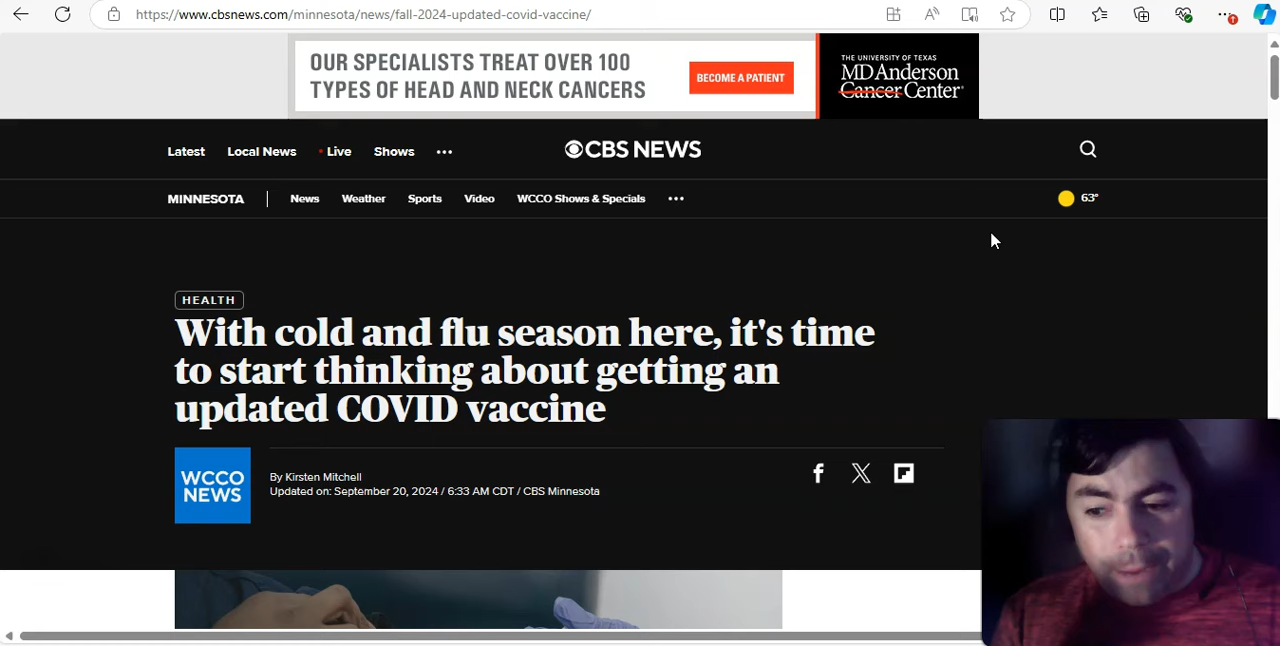 https://www.cbsnews.com/minnesota/news/fall-2024-updated-covid-vaccine/
OUR SPECIALISTS TREAT OVER 100
TYPES OF HEAD AND NECK CANCERS
BECOME A PATIENT
THE UNIVERSITY OF TEXAS
MD Anderson
Cancer Center
Latest Local News Live Shows
CBS NEWS
MINNESOTA News Weather Sports Video WCCO Shows & Specials 63°
HEALTH
With cold and flu season here, it's time
to start thinking about getting an
updated COVID vaccine
WCCO
NEWS
By Kirsten Mitchell
Updated on: September 20, 2024 / 6:33 AM CDT / CBS Minnesota